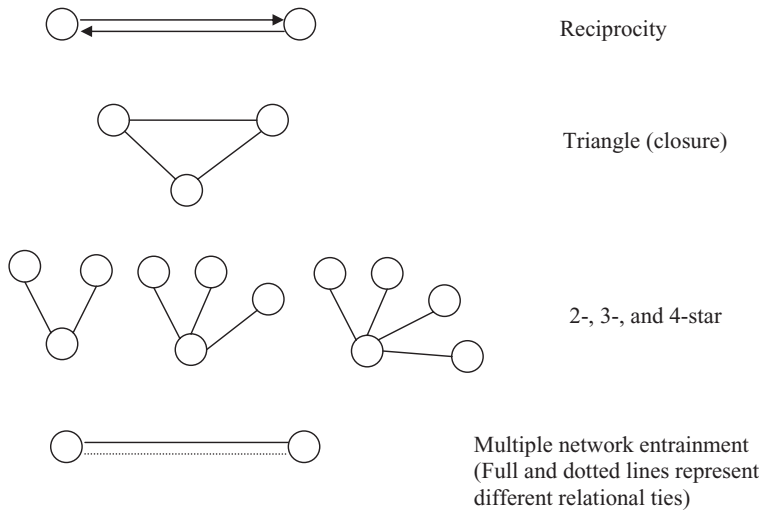 Reciprocity
Triangle (closure)
2-, 3-, and 4-star
Multiple network entrainment
(Full and dotted lines represent
different relational ties)